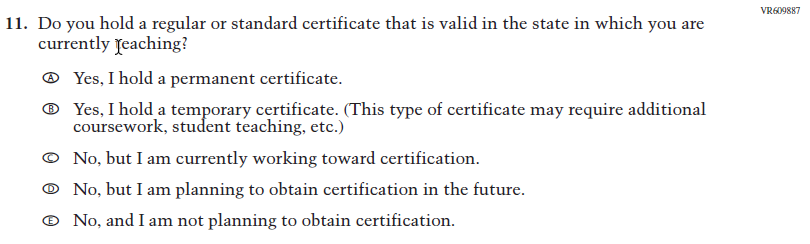 VR609887
11. Do you hold a regular or standard certificate that is valid in the state in which you are
currently teaching?
A Yes, I hold a permanent certificate.
B Yes, I hold a temporary certificate. (This type of certificate may require additional
coursework, student teaching, etc.)
C No, but I am currently working toward certification.
D No, but I am planning to obtain certification in the future.
E No, and I am not planning to obtain certification.